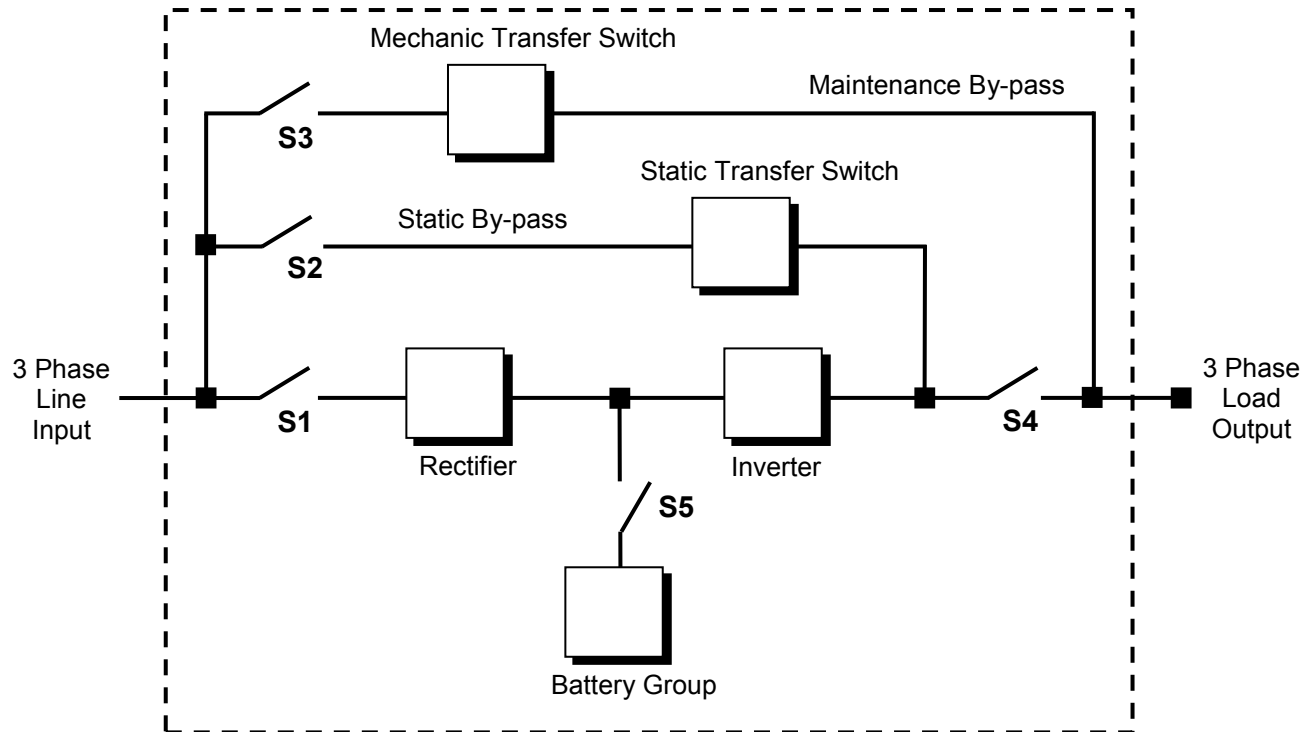 Mechanic Transfer Switch
Maintenance By-pass
S3
Static Transfer Switch
Static By-pass
S2
3 Phase
Line
Input
S1
Rectifier
Inverter
S4
3 Phase
Load
Output
S5
Battery Group